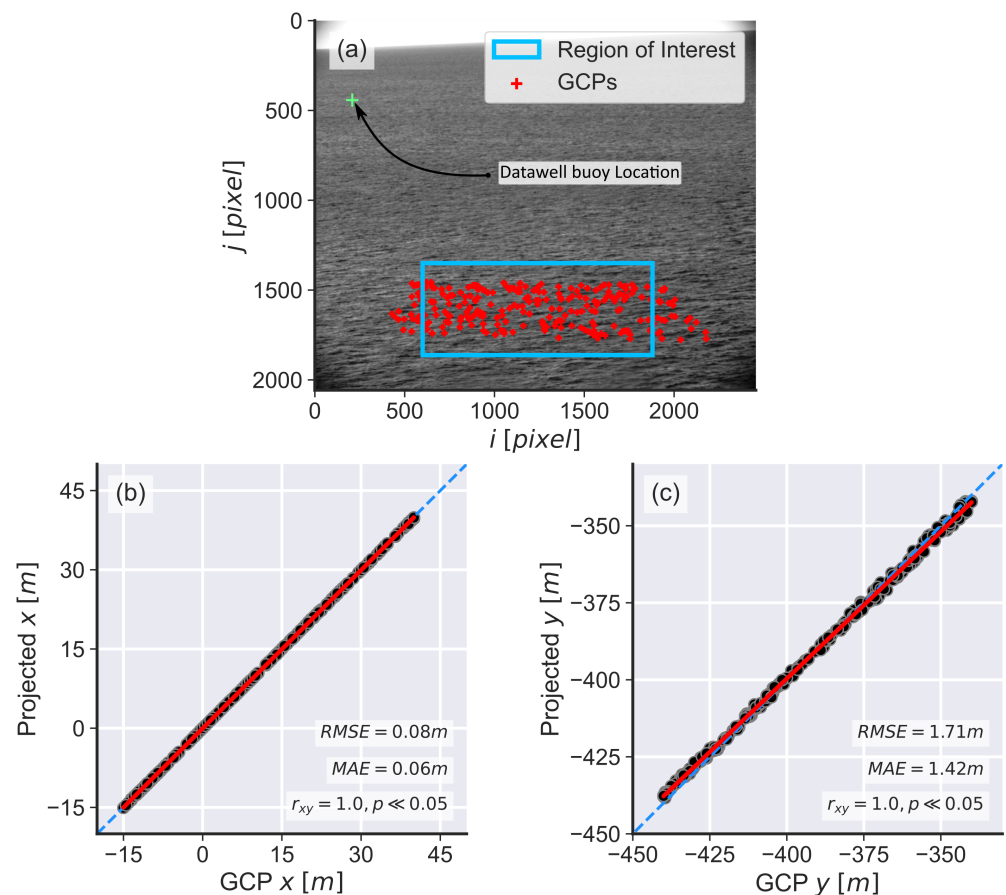 0
(a)
Region of Interest
GCPs
500
Datawell buoy Location
1000
j [pixel]
1500
2000
0
500
1000
1500
2000
i [pixel]
(b)
45
30
15
0
−15
Projected x [m]
RMSE = 0.08m
MAE = 0.06m
r_xy = 1.0, p ≪ 0.05
−15
0
15
30
45
GCP x [m]
(c)
−350
−375
−400
−425
−450
Projected y [m]
RMSE = 1.71m
MAE = 1.42m
r_xy = 1.0, p ≪ 0.05
−450
−425
−400
−375
−350
GCP y [m]